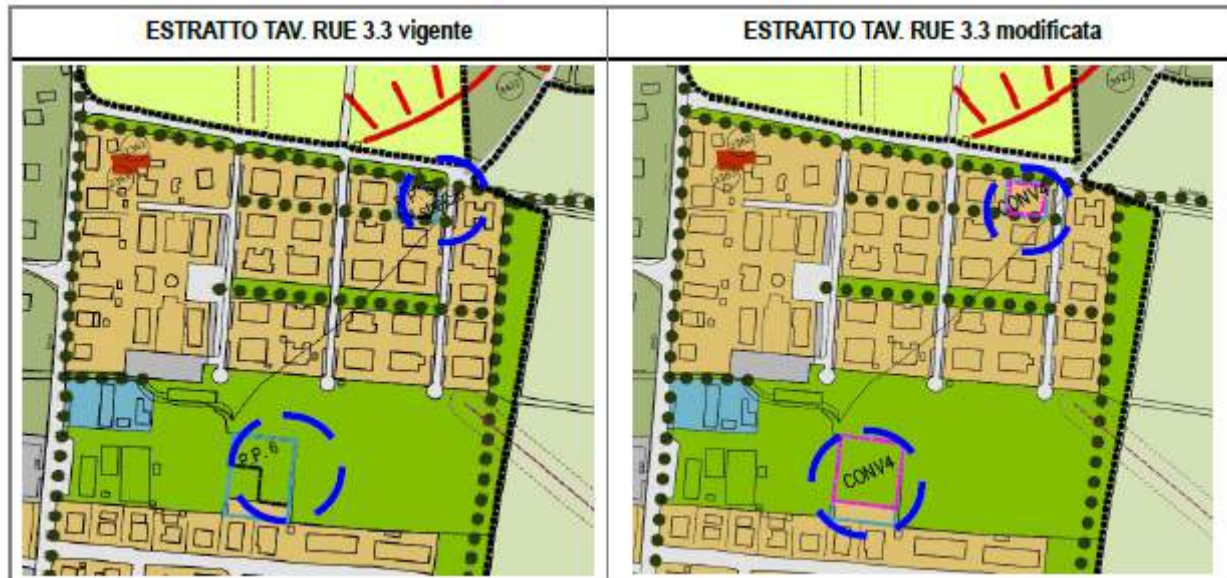 ESTRATTO TAV. RUE 3.3 vigente
ESTRATTO TAV. RUE 3.3 modificata
P. 6
CONV4
CONV4